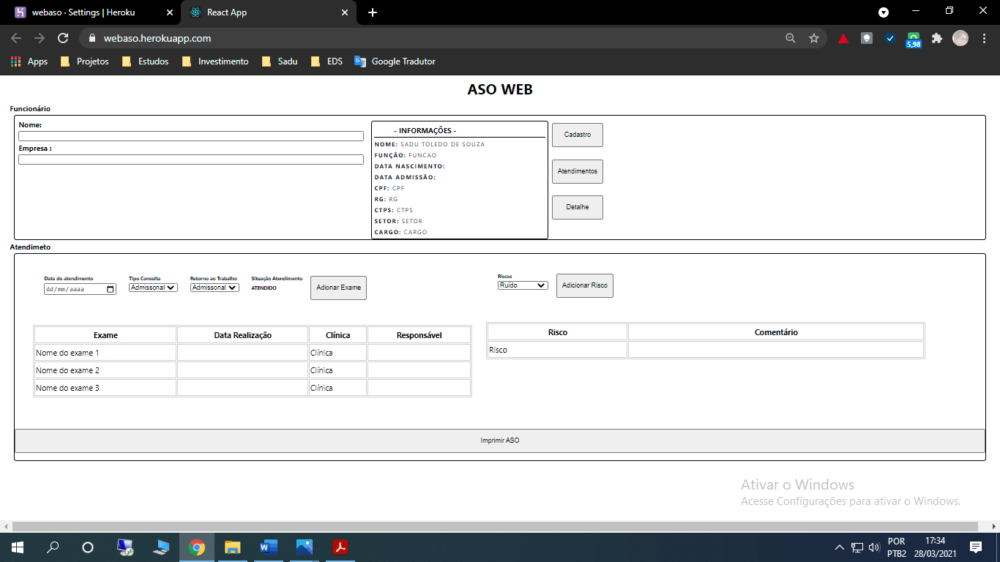 webaso · Settings | Heroku
React App
webaso.herokuapp.com
5,98
Apps
Projetos
Estudos
Investimento
Sadu
EDS
Google Tradutor
ASO WEB
Funcionário
Nome:
Empresa :
- INFORMAÇÕES -
NOME: SADU TOLEDO DE SOUZA
FUNÇÃO: FUNCAO
DATA NASCIMENTO:
DATA ADMISSÃO:
CPF: CPF
RG: RG
CTPS: CTPS
SETOR: SETOR
CARGO: CARGO
Cadastro
Atendimentos
Detalhe
Atendimeto
Data do atendimento
dd/mm/aaaa
Tipo Consulta
Admissonal
Retorno ao Trabalho
Admissonal
Situação Atendimento
ATENDIDO
Adionar Exame
Riscos
Ruído
Adicionar Risco
Exame Data Realização Clínica Responsável
Nome do exame 1 Clínica
Nome do exame 2 Clínica
Nome do exame 3 Clínica
Risco Comentário
Risco
Imprimir ASO
Ativar o Windows
Acesse Configurações para ativar o Windows.
POR
PTB2
17:34
28/03/2021